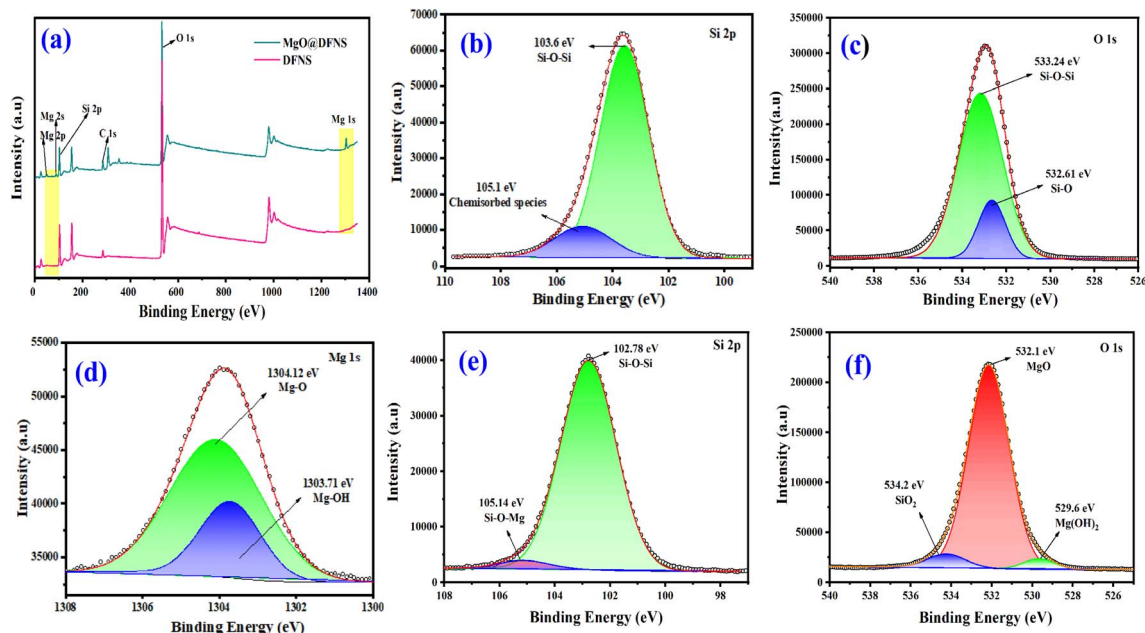 (a)
O 1s
MgO@DFNS
DFNS
Mg 2s
Mg 2p
Si 2p
C 1s
Mg 1s
Intensity (a.u)
0 200 400 600 800 1000 1200 1400
Binding Energy (eV)
(b)
Si 2p
103.6 eV
Si-O-Si
105.1 eV
Chemisorbed species
Intensity (a.u)
70000
60000
50000
40000
30000
20000
10000
0
110 108 106 104 102 100
Binding Energy (eV)
(c)
O 1s
533.24 eV
Si-O-Si
532.61 eV
Si-O
Intensity (a.u)
350000
300000
250000
200000
150000
100000
50000
0
540 538 536 534 532 530 528 526
Binding Energy (eV)
(d)
Mg 1s
1304.12 eV
Mg-O
1303.71 eV
Mg-OH
Intensity (a.u)
55000
50000
45000
40000
35000
1308 1306 1304 1302 1300
Binding Energy (eV)
(e)
Si 2p
102.78 eV
Si-O-Si
105.14 eV
Si-O-Mg
Intensity (a.u)
40000
30000
20000
10000
0
108 106 104 102 100 98
Binding Energy (eV)
(f)
O 1s
532.1 eV
MgO
534.2 eV
SiO2
529.6 eV
Mg(OH)2
Intensity (a.u)
250000
200000
150000
100000
50000
0
540 538 536 534 532 530 528 526
Binding Energy (eV)